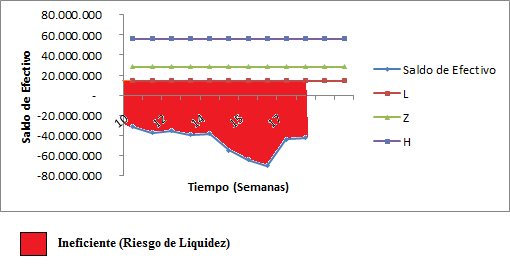 80.000.000
60.000.000
40.000.000
20.000.000
-
-20.000.000
-40.000.000
-60.000.000
-80.000.000
Saldo de Efectivo
10
12
14
16
Tiempo (Semanas)
Saldo de Efectivo
L
Z
H
Ineficiente (Riesgo de Liquidez)